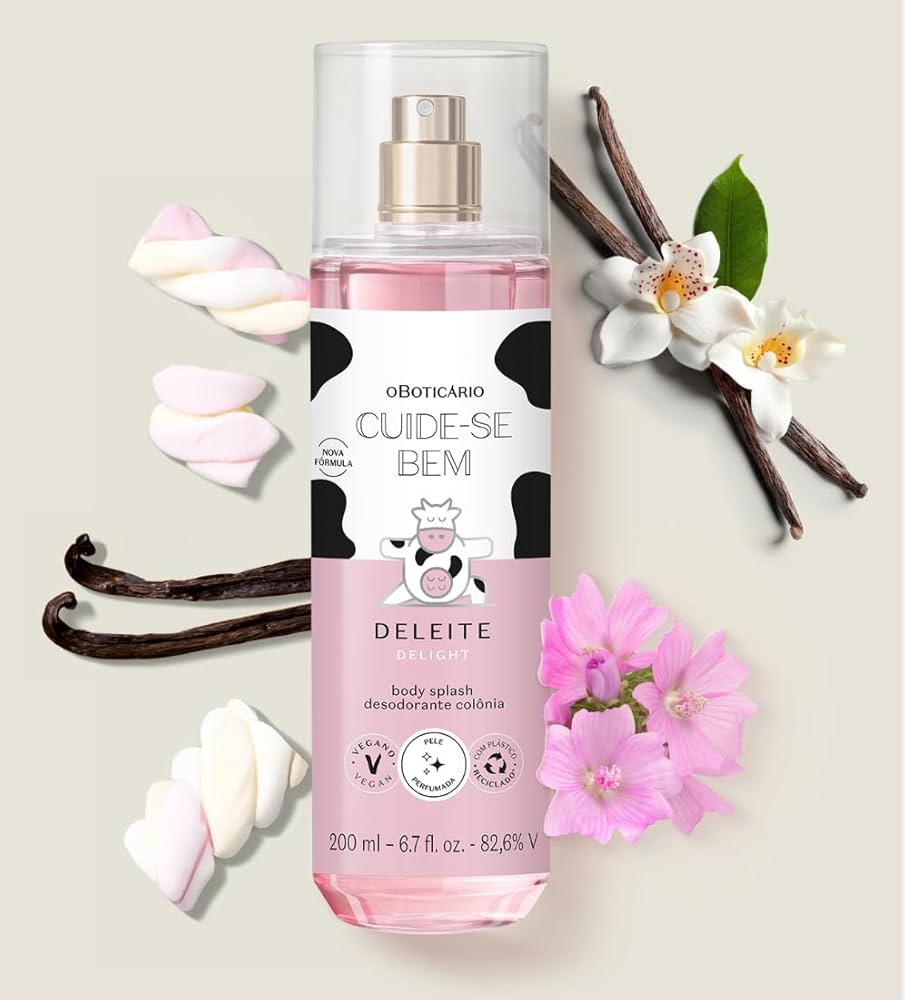 oBOTICÁRIO
CUIDE-SE
BEM
NOVA
FÓRMULA
DELEITE
DELIGHT
body splash
desodorante colônia
VEGANO
V
VEGAN
PELE
PERFUMADA
COM PLÁSTICO
RECICLADO*
200 ml – 6.7 fl. oz. - 82,6% V